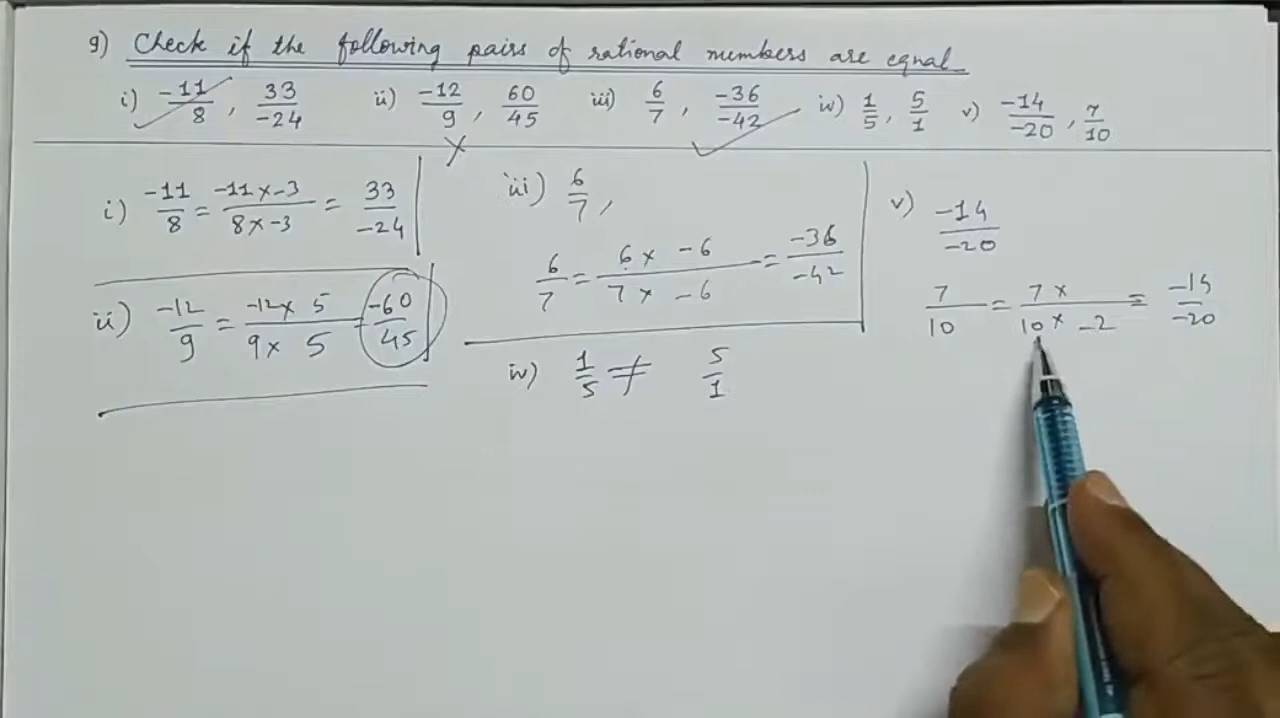 9) Check if the following pairs of rational numbers are equal
i) -11/8 , 33/-24 ii) -12/9 , 60/45 iii) 6/7 , -36/-42 iv) 1/5 , 5/1 v) -14/-20 , 7/10
i) -11/8 = -11 x -3/8 x -3 = 33/-24
ii) -12/9 = -12 x 5/9 x 5 = -60/45
iii) 6/7 ,
6/7 = 6 x -6/7 x -6 = -36/-42
iv) 1/5 ≠ 5/1
v) -14/-20
7/10 = 7 x/10 x -2 = -14/-20